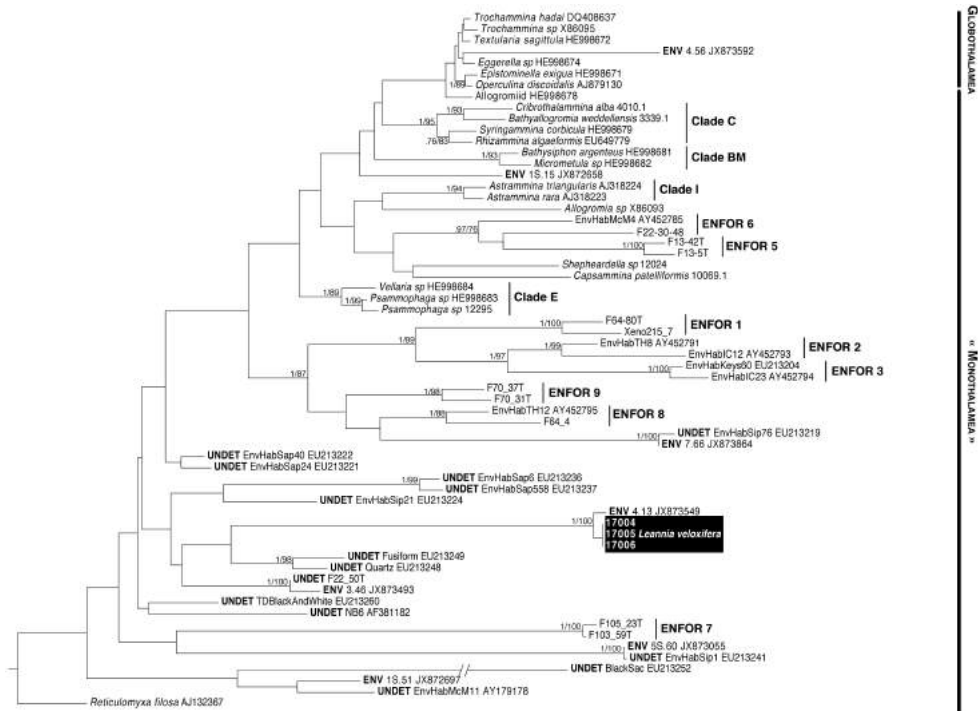 Trochammina hadai DQ408637
Trochammina sp X86095
Textularia sagittula HE998672
ENV 4.56 JX873592
Eggerella sp HE998674
Epistominella exigua HE998671
1/89
Operculina discoidalis AJ879130
Allogromiid HE998678
1/93
Cribrothalammina alba 4010.1
Bathyallogromia weddellensis 3339.1
1/95
Clade C
Syringammina corbicula HE998679
.76/83
Rhizammina algaeformis EU649779
1/93
Bathysiphon argenteus HE998681
Clade BM
Micrometula sp HE998682
ENV 1S.15 JX872658
1/94
Astrammina triangularis AJ318224
Clade I
Astrammina rara AJ318223
Allogromia sp X86093
.97/76
EnvHabMcM4 AY452785
ENFOR 6
F22-30-48
1/100
F13-42T
ENFOR 5
F13-5T
Shepheardella sp 12024
Capsammina patelliformis 10069.1
1/89
Vellaria sp HE998684
1/99
Psammophaga sp HE998683
Clade E
Psammophaga sp 12295
1/100
F64-80T
ENFOR 1
Xeno215_7
1/89
1/99
EnvHabTH8 AY452791
ENFOR 2
EnvHabIC12 AY452793
1/97
1/100
EnvHabKeys60 EU213204
ENFOR 3
EnvHabIC23 AY452794
1/87
1/98
F70_37T
ENFOR 9
F70_31T
1/88
EnvHabTH12 AY452795
ENFOR 8
F64_4
1/100
UNDET EnvHabSip76 EU213219
ENV 7.66 JX873864
UNDET EnvHabSap40 EU213222
UNDET EnvHabSap24 EU213221
1/99
UNDET EnvHabSap6 EU213236
UNDET EnvHabSap558 EU213237
UNDET EnvHabSip21 EU213224
1/100
ENV 4.13 JX873549
17004
17005 Leannia veloxifera
17006
1/98
UNDET Fusiform EU213249
UNDET Quartz EU213248
1/100
UNDET F22_50T
ENV 3.46 JX873493
UNDET TDBlackAndWhite EU213260
UNDET NB6 AF381182
1/100
F105_23T
ENFOR 7
F103_59T
1/100
ENV 5S.60 JX873055
UNDET EnvHabSip1 EU213241
UNDET BlackSac EU213252
ENV 1S.51 JX872697
UNDET EnvHabMcM11 AY179178
Reticulomyxa filosa AJ132367
GLOBOTHALAMEA
« MONOTHALAMEA »